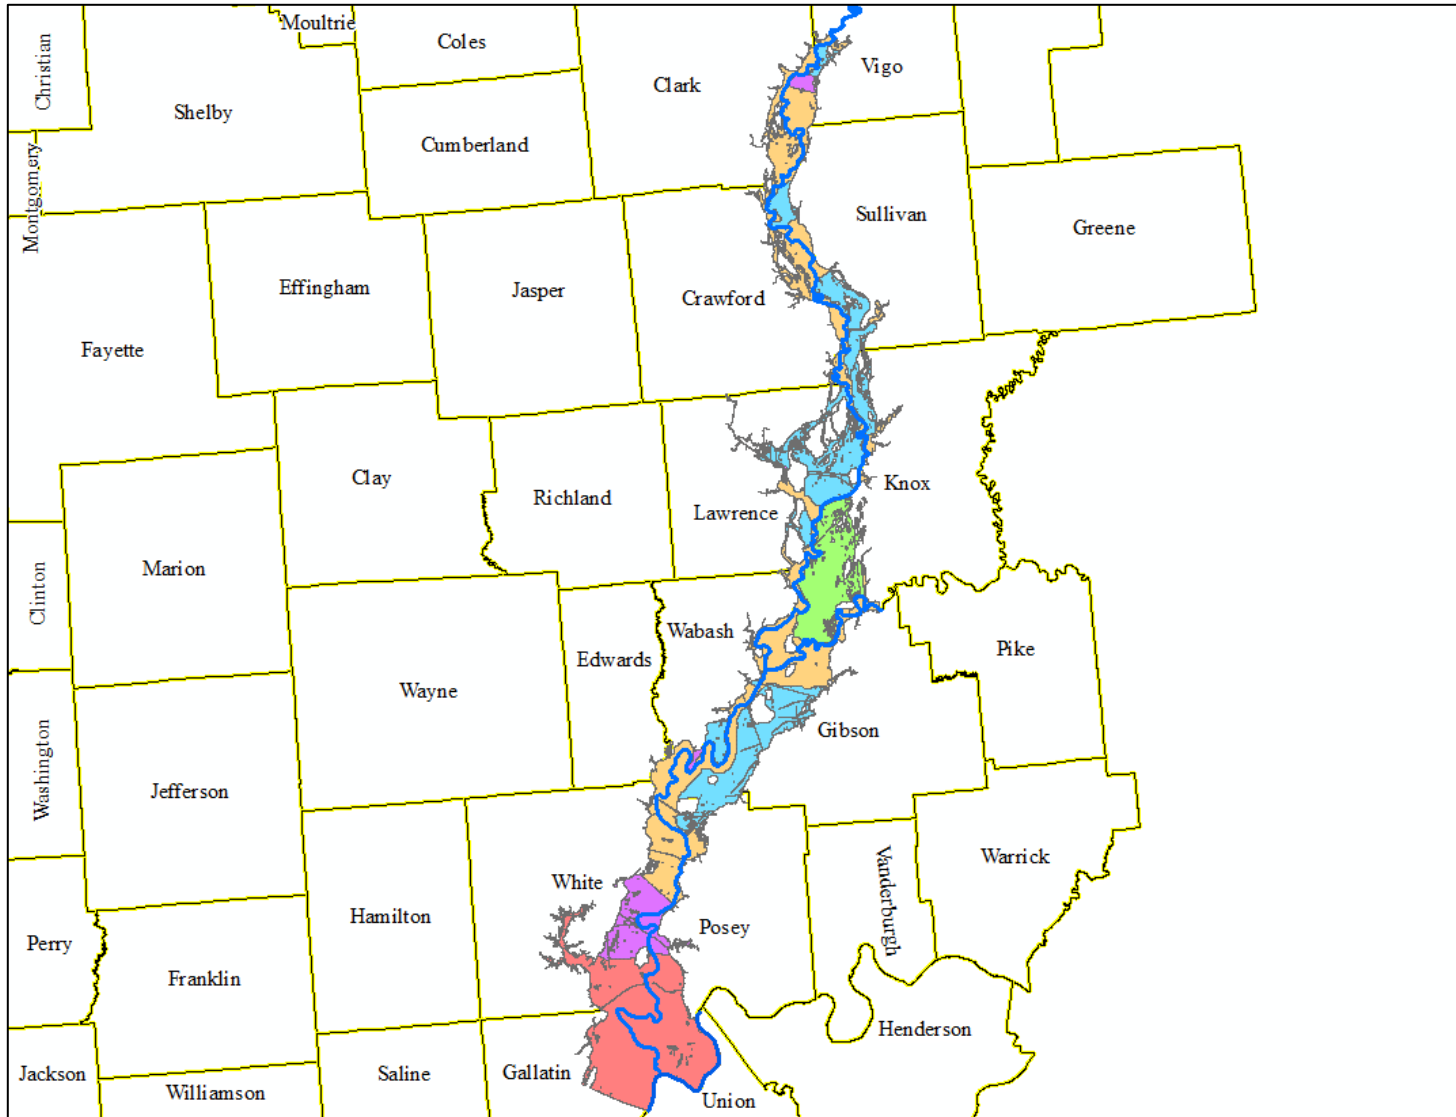 Moultrie
Coles
Christian
Vigo
Clark
Shelby
Cumberland
Montgomery
Sullivan
Greene
Effingham
Jasper
Crawford
Fayette
Clay
Knox
Richland
Lawrence
Marion
Clinton
Wabash
Pike
Edwards
Wayne
Gibson
Washington
Jefferson
Warrick
White
Vanderburgh
Hamilton
Posey
Perry
Franklin
Henderson
Jackson
Saline
Gallatin
Williamson
Union